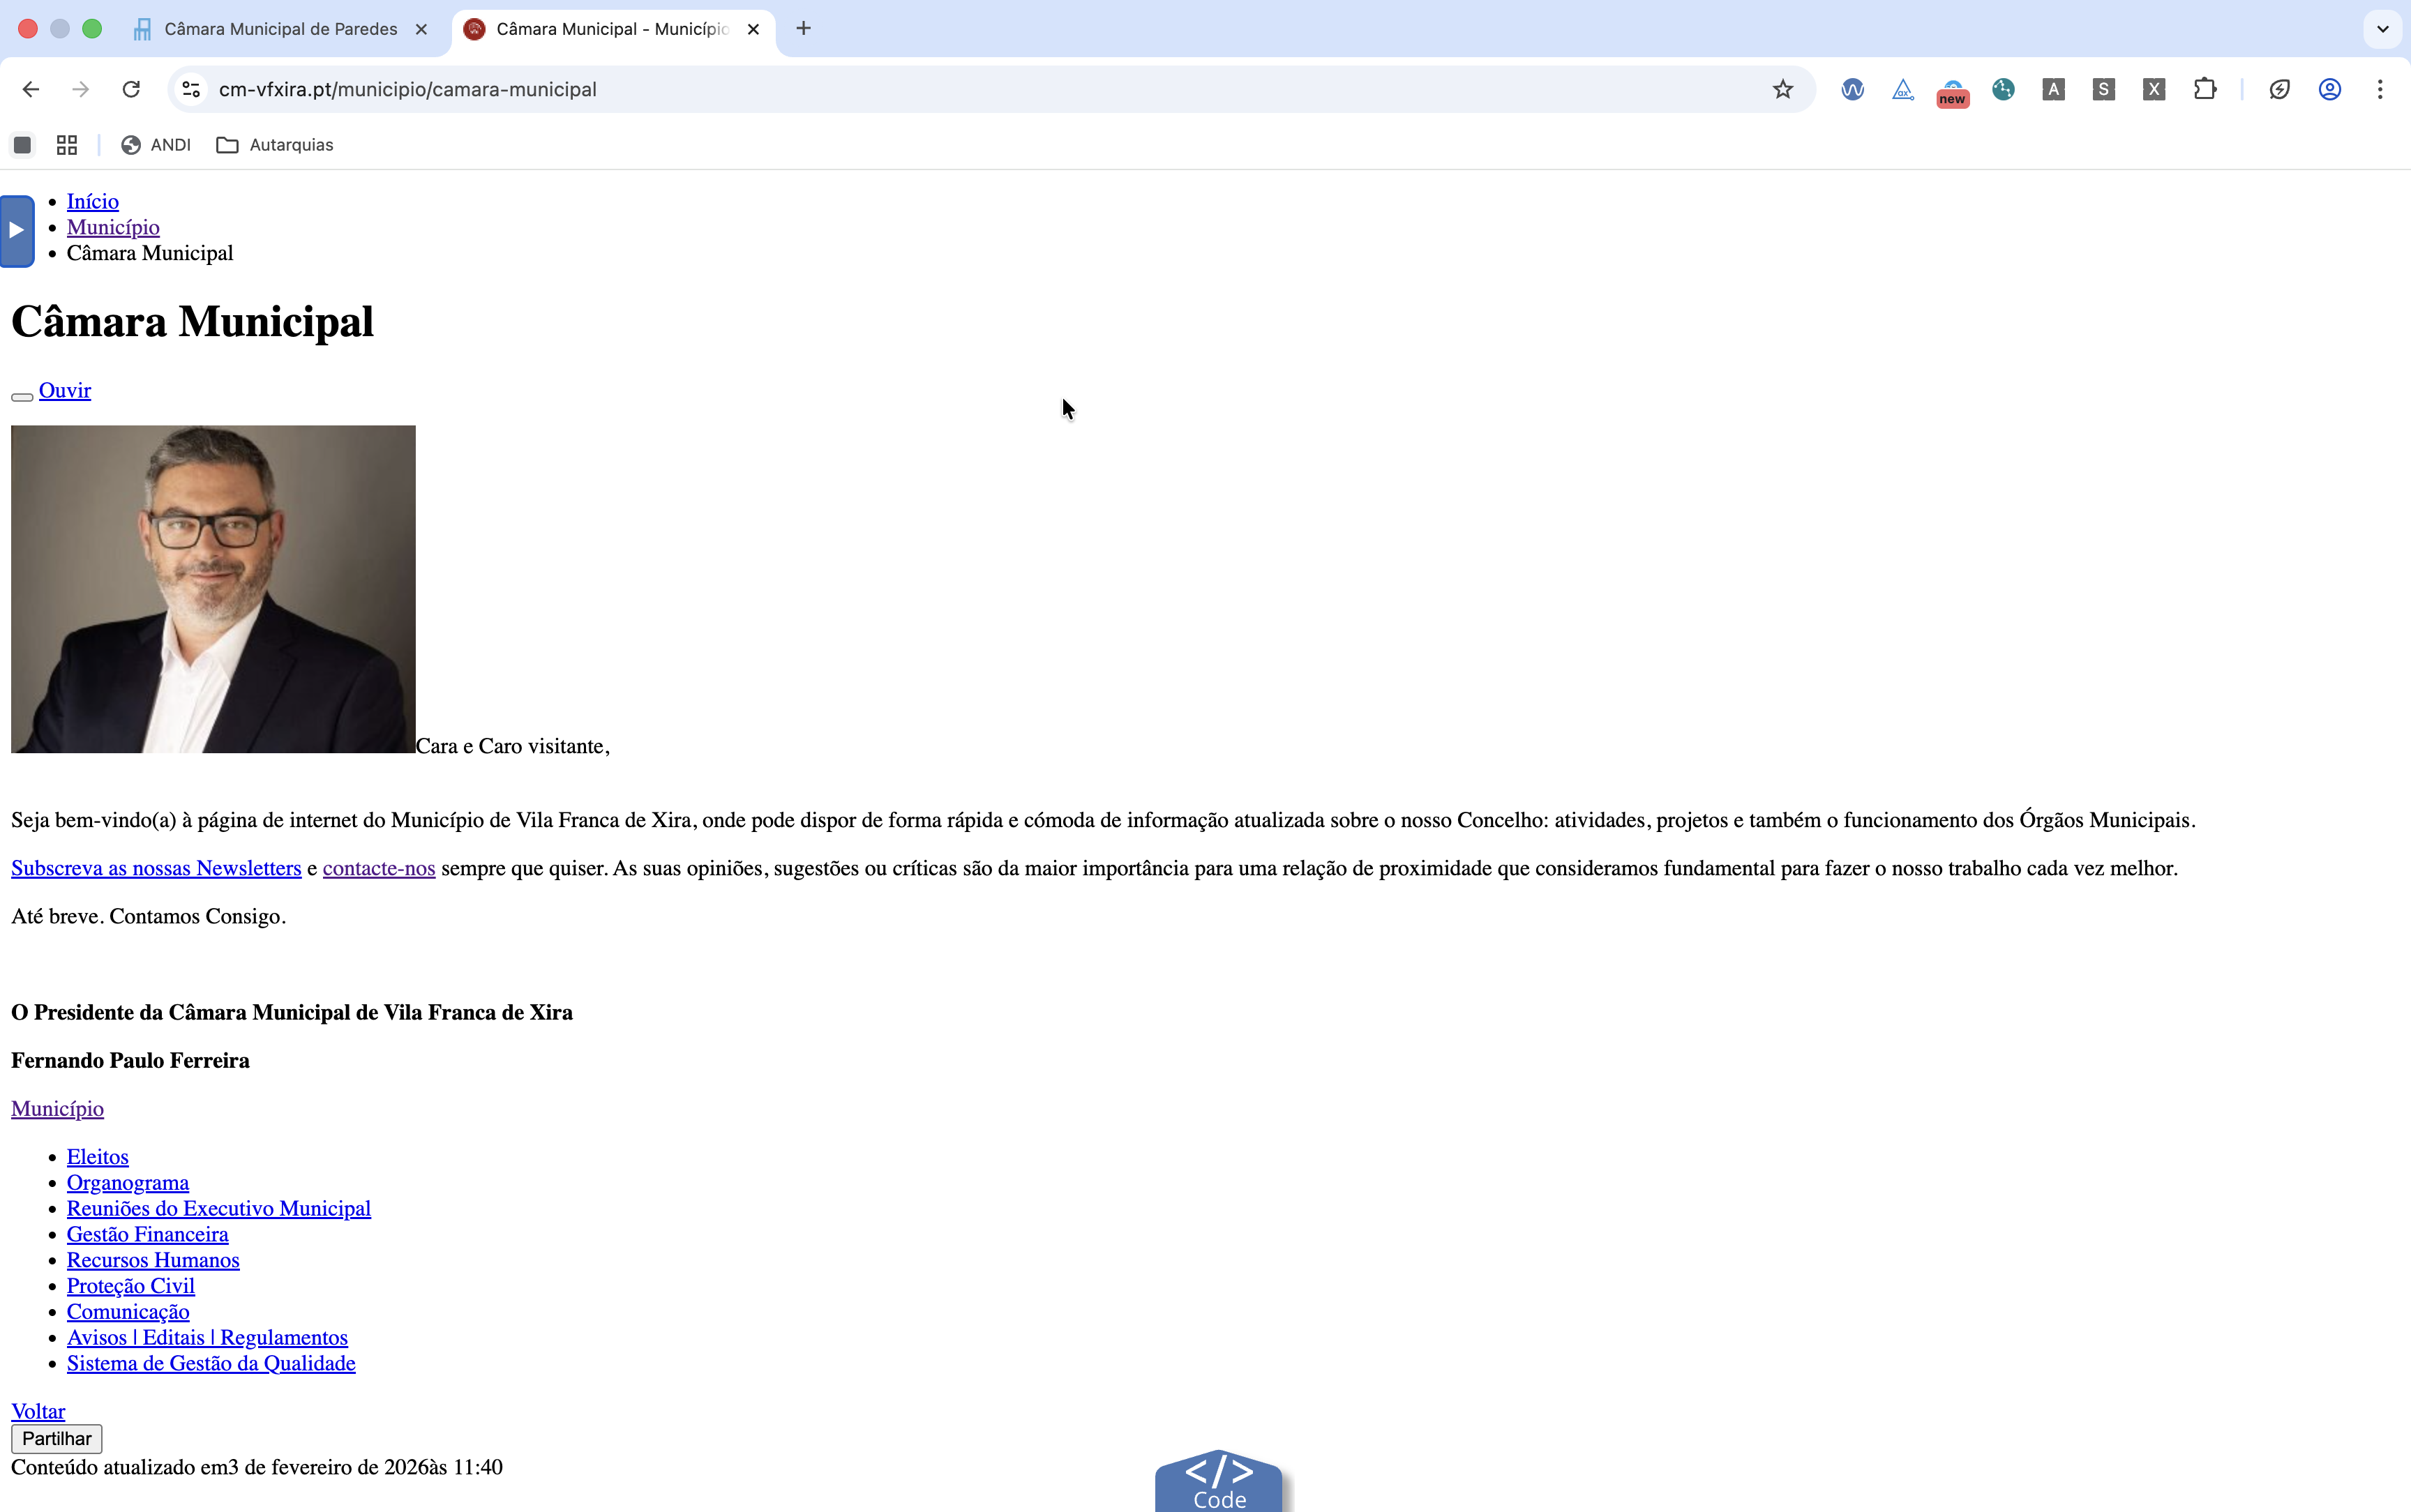 Câmara Municipal de Paredes
Câmara Municipal - Município
cm-vfxira.pt/municipio/camara-municipal
new
A
S
X
ANDI
Autarquias
Início
Município
Câmara Municipal
Câmara Municipal
Ouvir
Cara e Caro visitante,
Seja bem-vindo(a) à página de internet do Município de Vila Franca de Xira, onde pode dispor de forma rápida e cómoda de informação atualizada sobre o nosso Concelho: atividades, projetos e também o funcionamento dos Órgãos Municipais.
Subscreva as nossas Newsletters e contacte-nos sempre que quiser. As suas opiniões, sugestões ou críticas são da maior importância para uma relação de proximidade que consideramos fundamental para fazer o nosso trabalho cada vez melhor.
Até breve. Contamos Consigo.
O Presidente da Câmara Municipal de Vila Franca de Xira
Fernando Paulo Ferreira
Município
Eleitos
Organograma
Reuniões do Executivo Municipal
Gestão Financeira
Recursos Humanos
Proteção Civil
Comunicação
Avisos | Editais | Regulamentos
Sistema de Gestão da Qualidade
Voltar
Partilhar
Conteúdo atualizado em3 de fevereiro de 2026às 11:40
</>
Code